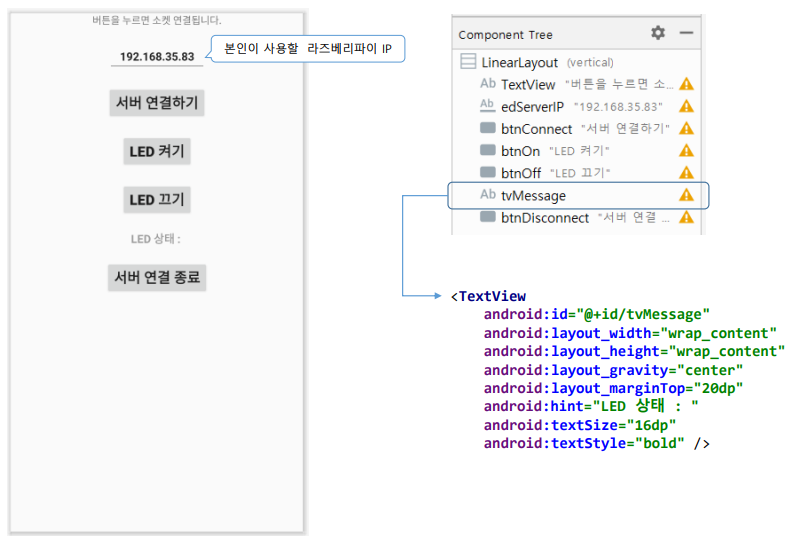 버튼을 누르면 소켓 연결됩니다.
192.168.35.83
본인이 사용할 라즈베리파이 IP
서버 연결하기
LED 켜기
LED 끄기
LED 상태 :
서버 연결 종료
Component Tree
LinearLayout (vertical)
Ab TextView "버튼을 누르면 소...
Ab edServerIP "192.168.35.83"
btnConnect "서버 연결하기"
btnOn "LED 켜기"
btnOff "LED 끄기"
Ab tvMessage
btnDisconnect "서버 연결 ...
<TextView
android:id="@+id/tvMessage"
android:layout_width="wrap_content"
android:layout_height="wrap_content"
android:layout_gravity="center"
android:layout_marginTop="20dp"
android:hint="LED 상태 : "
android:textSize="16dp"
android:textStyle="bold" />